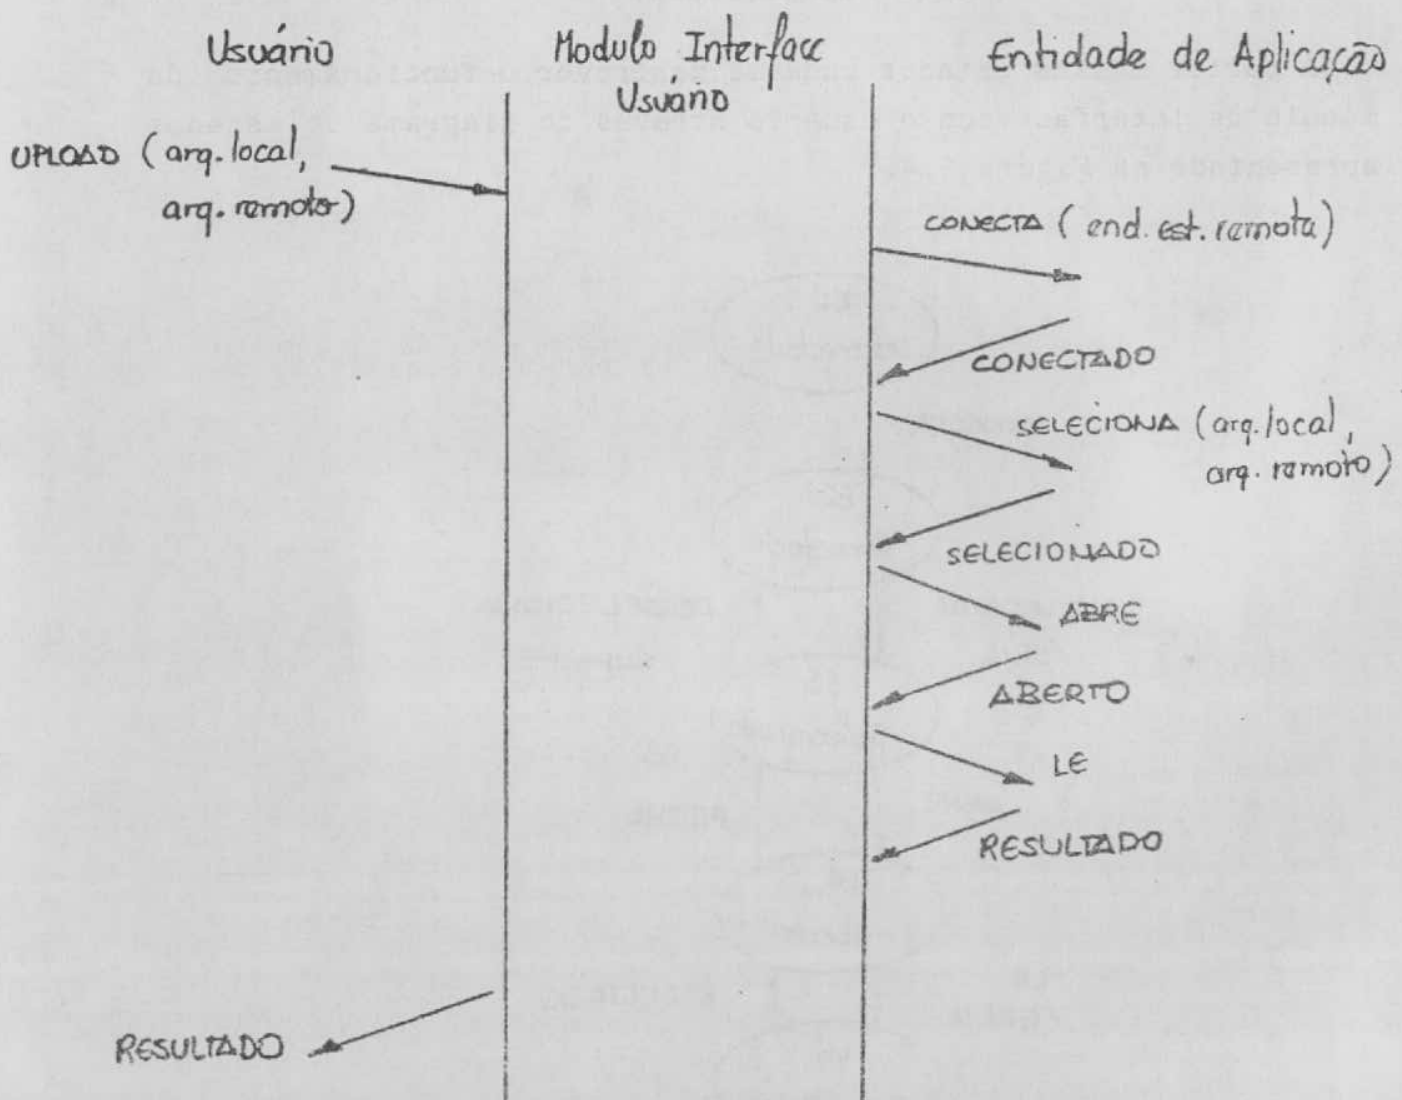 Usuário
Modulo Interface
Usuário
Entidade de Aplicação
UPLOAD (arq. local,
arq. remoto)
CONECTA (end. est. remota)
CONECTADO
SELECIONA (arq. local,
arq. remoto)
SELECIONADO
ABRE
ABERTO
LE
RESULTADO
RESULTADO